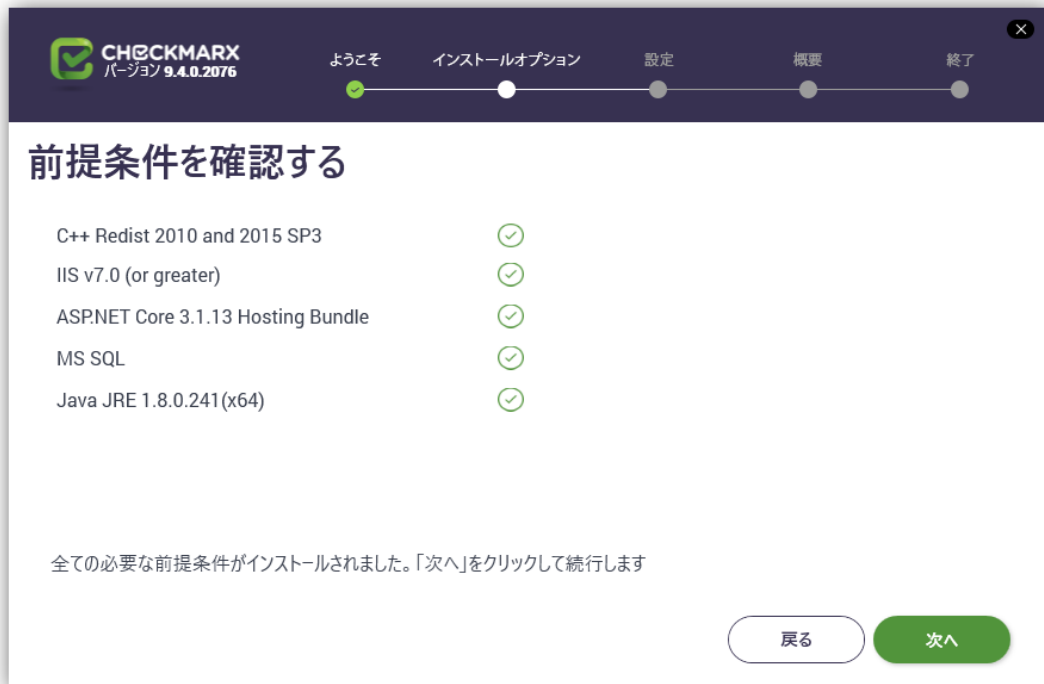 CHECKMARX
バージョン 9.4.0.2076
ようこそ
インストールオプション
設定
概要
終了
前提条件を確認する
C++ Redist 2010 and 2015 SP3
IIS v7.0 (or greater)
ASP.NET Core 3.1.13 Hosting Bundle
MS SQL
Java JRE 1.8.0.241(x64)
全ての必要な前提条件がインストールされました。「次へ」をクリックして続行します
戻る
次へ